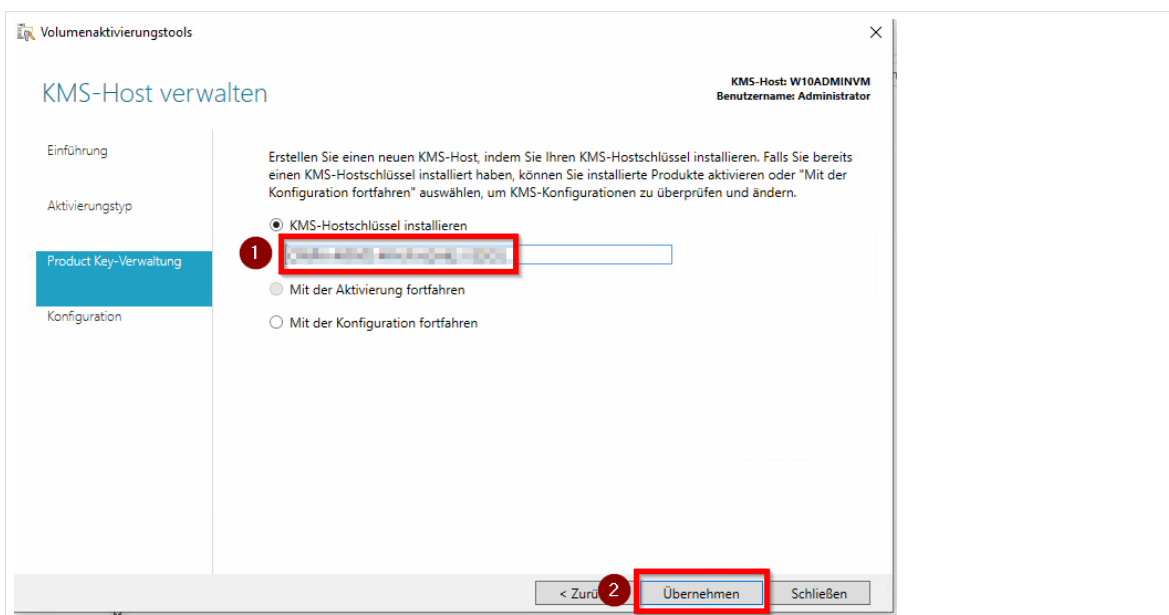 Volumenaktivierungstools
KMS-Host verwalten
KMS-Host: W10ADMINVM
Benutzername: Administrator
Einführung
Aktivierungstyp
Product Key-Verwaltung
Konfiguration
Erstellen Sie einen neuen KMS-Host, indem Sie Ihren KMS-Hostschlüssel installieren. Falls Sie bereits
einen KMS-Hostschlüssel installiert haben, können Sie installierte Produkte aktivieren oder "Mit der
Konfiguration fortfahren" auswählen, um KMS-Konfigurationen zu überprüfen und ändern.
KMS-Hostschlüssel installieren
1
Mit der Aktivierung fortfahren
Mit der Konfiguration fortfahren
< Zurü
2
Übernehmen
Schließen